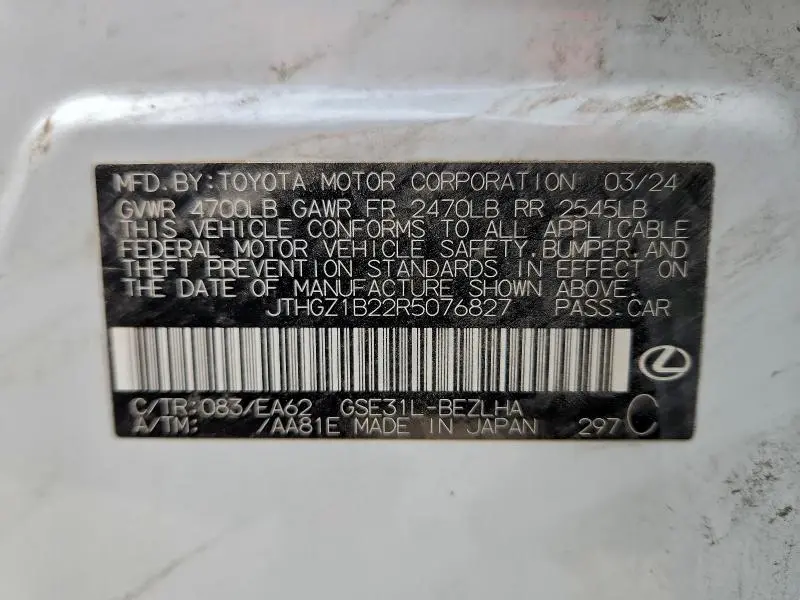 MFD.BY:TOYOTA MOTOR CORPORATION 03/24
GVWR 4700LB GAWR FR 2470LB RR 2545LB
THIS VEHICLE CONFORMS TO ALL APPLICABLE
FEDERAL MOTOR VEHICLE SAFETY,BUMPER,AND
THEFT PREVENTION STANDARDS IN EFFECT ON
THE DATE OF MANUFACTURE SHOWN ABOVE.
JTHGZ1B22R5076827 PASS.CAR
C/TR:083/EA62 GSE31L-BEZLHA C
A/TM: /AA81E MADE IN JAPAN 297